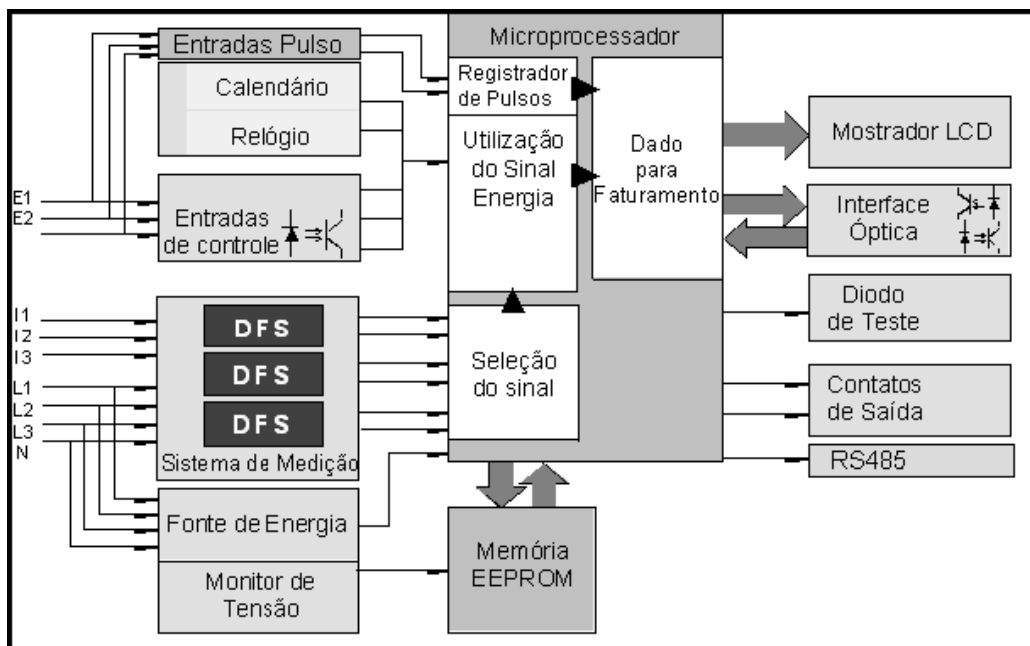 Entradas Pulso
Calendário
Relógio
E1
E2
Entradas
de controle
I1
I2
I3
L1
L2
L3
N
DFS
DFS
DFS
Sistema de Medição
Fonte de Energia
Monitor de
Tensão
Microprocessador
Registrador
de Pulsos
Utilização
do Sinal
Energia
Dado
para
Faturamento
Seleção
do sinal
Memória
EEPROM
Mostrador LCD
Interface
Óptica
Diodo
de Teste
Contatos
de Saída
RS485